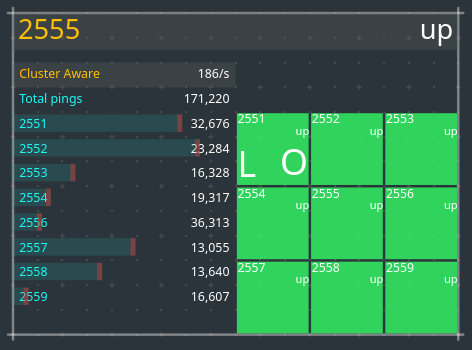 2555 up
Cluster Aware 186/s
Total pings 171,220
2551 32,676
2552 23,284
2553 16,328
2554 19,317
2556 36,313
2557 13,055
2558 13,640
2559 16,607
2551 up 2552 up 2553 up
L O
2554 up 2555 up 2556 up
2557 up 2558 up 2559 up